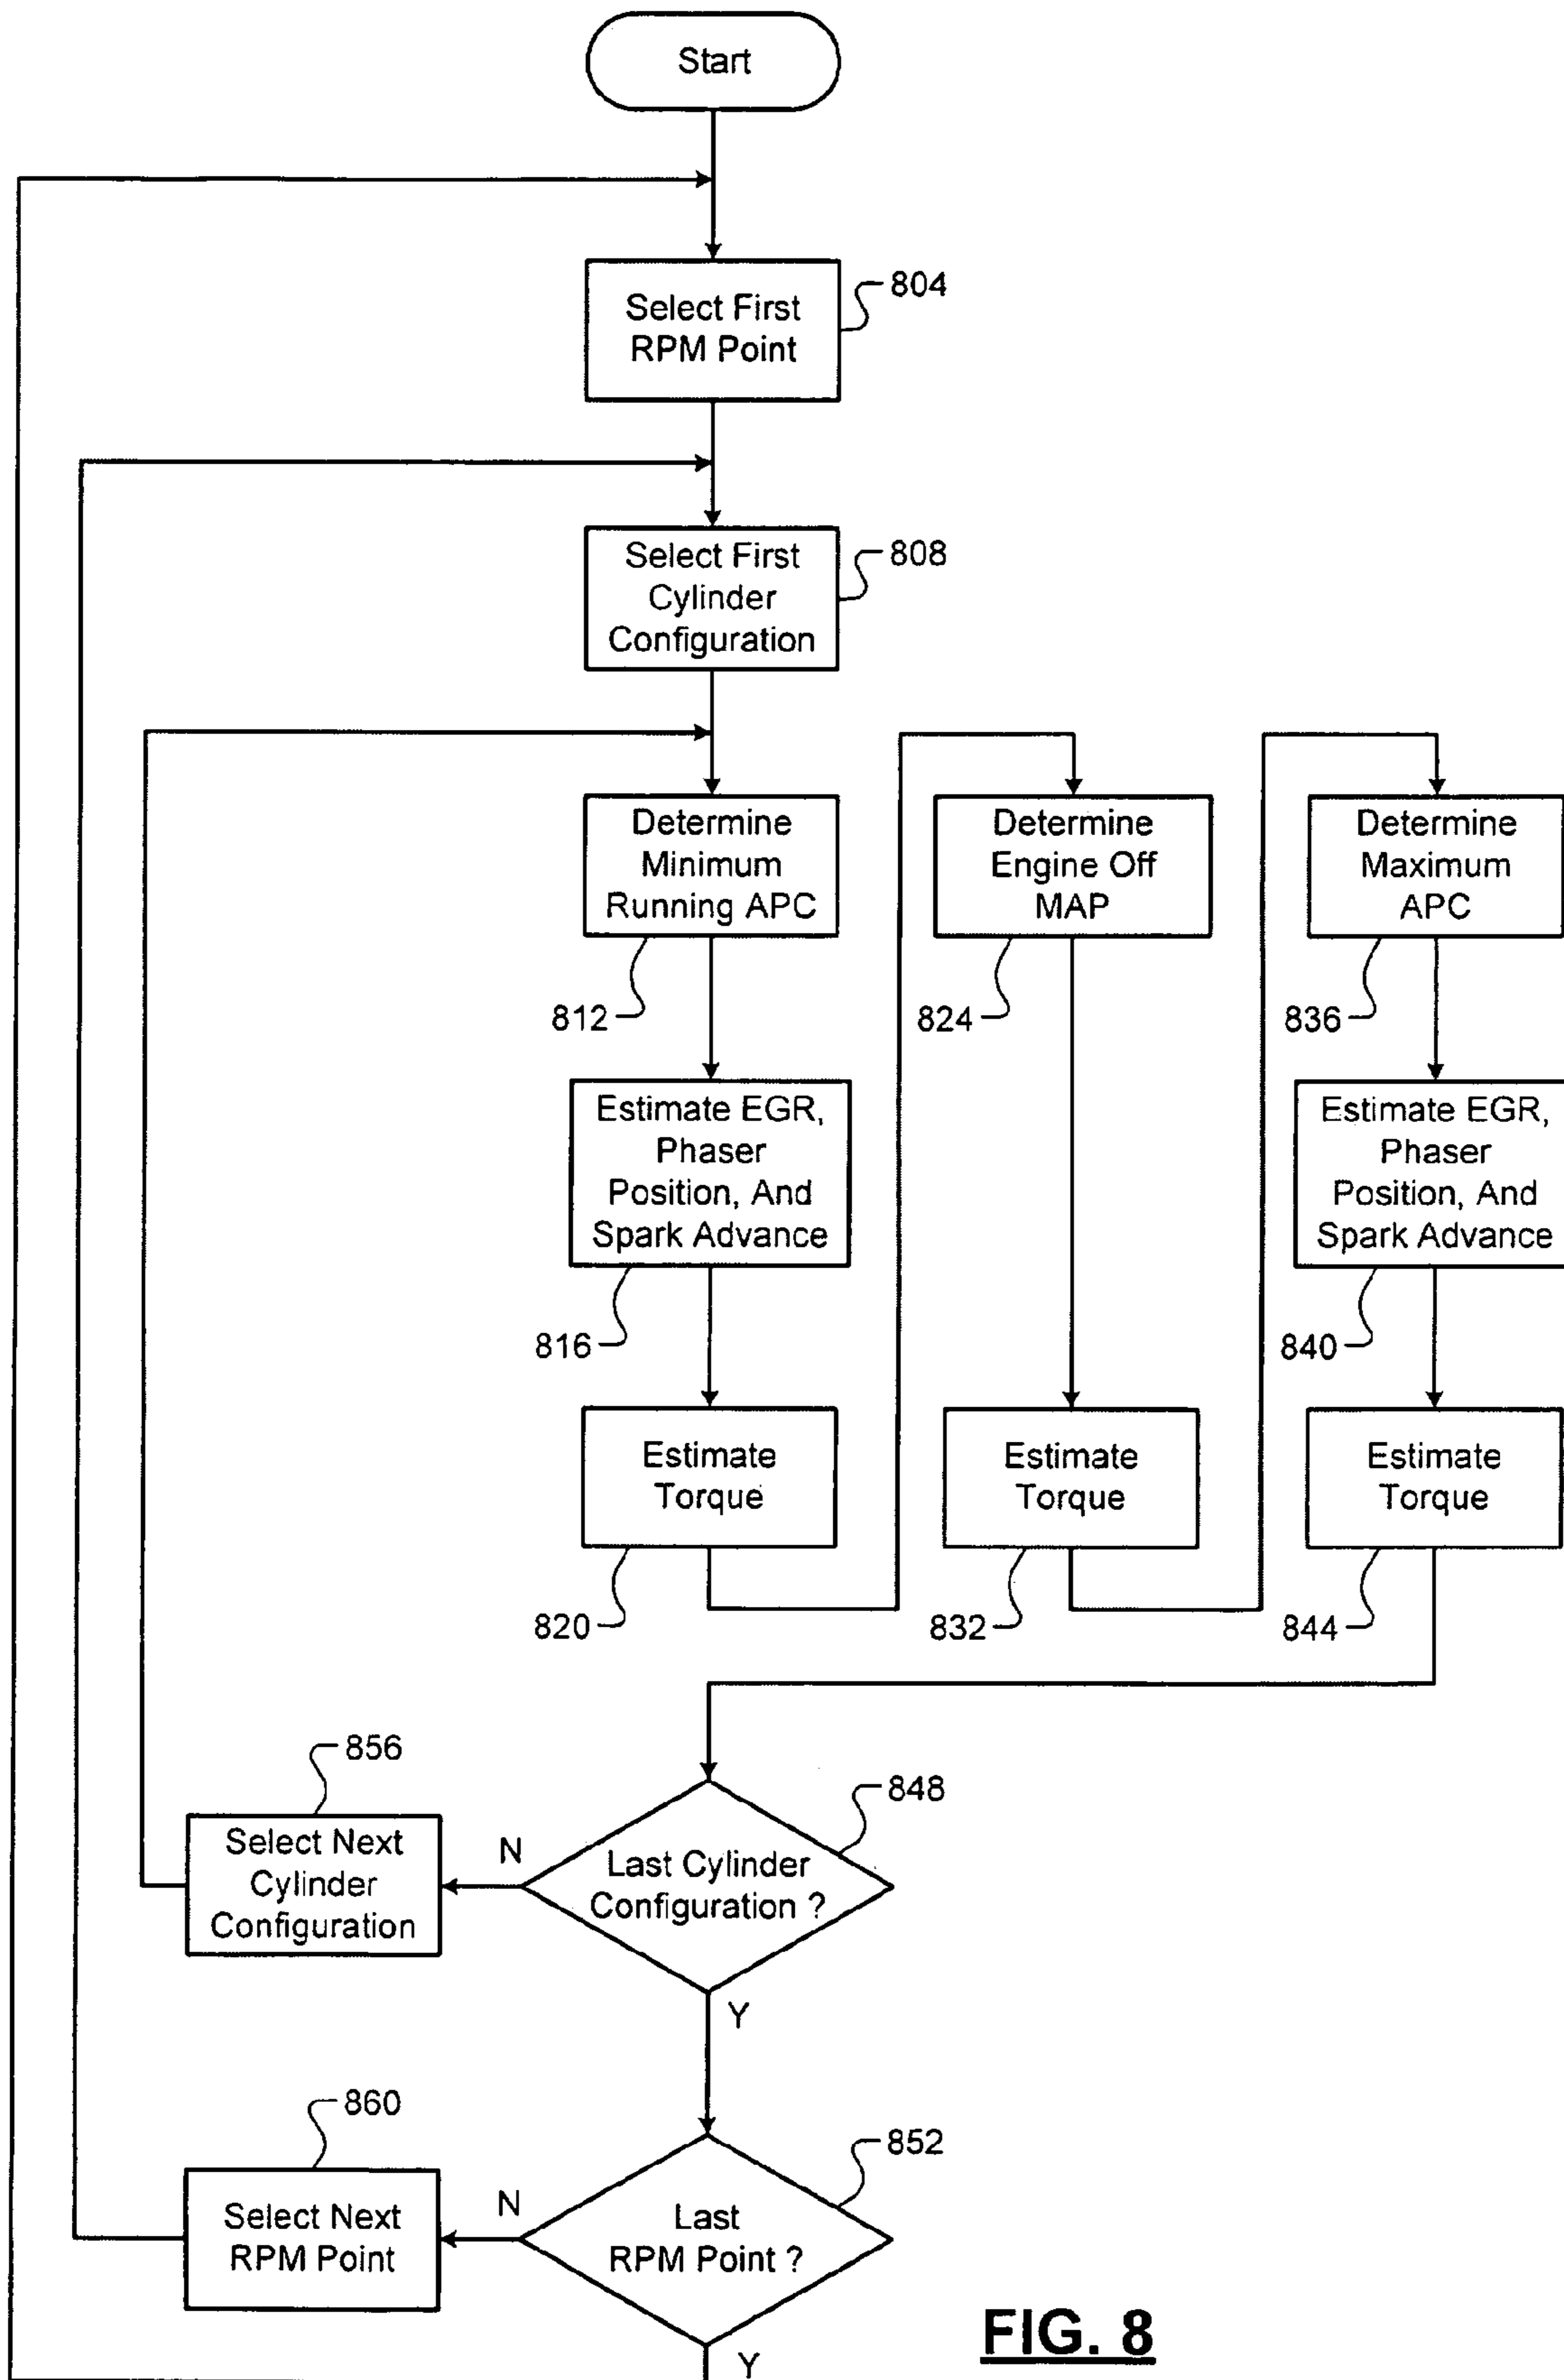 Start
Select First
RPM Point
804
Select First
Cylinder
Configuration
808
Determine
Minimum
Running APC
812
Estimate EGR,
Phaser
Position, And
Spark Advance
816
Estimate
Torque
820
Determine
Engine Off
MAP
824
Estimate
Torque
832
Determine
Maximum
APC
836
Estimate EGR,
Phaser
Position, And
Spark Advance
840
Estimate
Torque
844
Last Cylinder
Configuration ?
848
N
Y
Select Next
Cylinder
Configuration
856
Last
RPM Point ?
852
N
Y
Select Next
RPM Point
860
FIG. 8